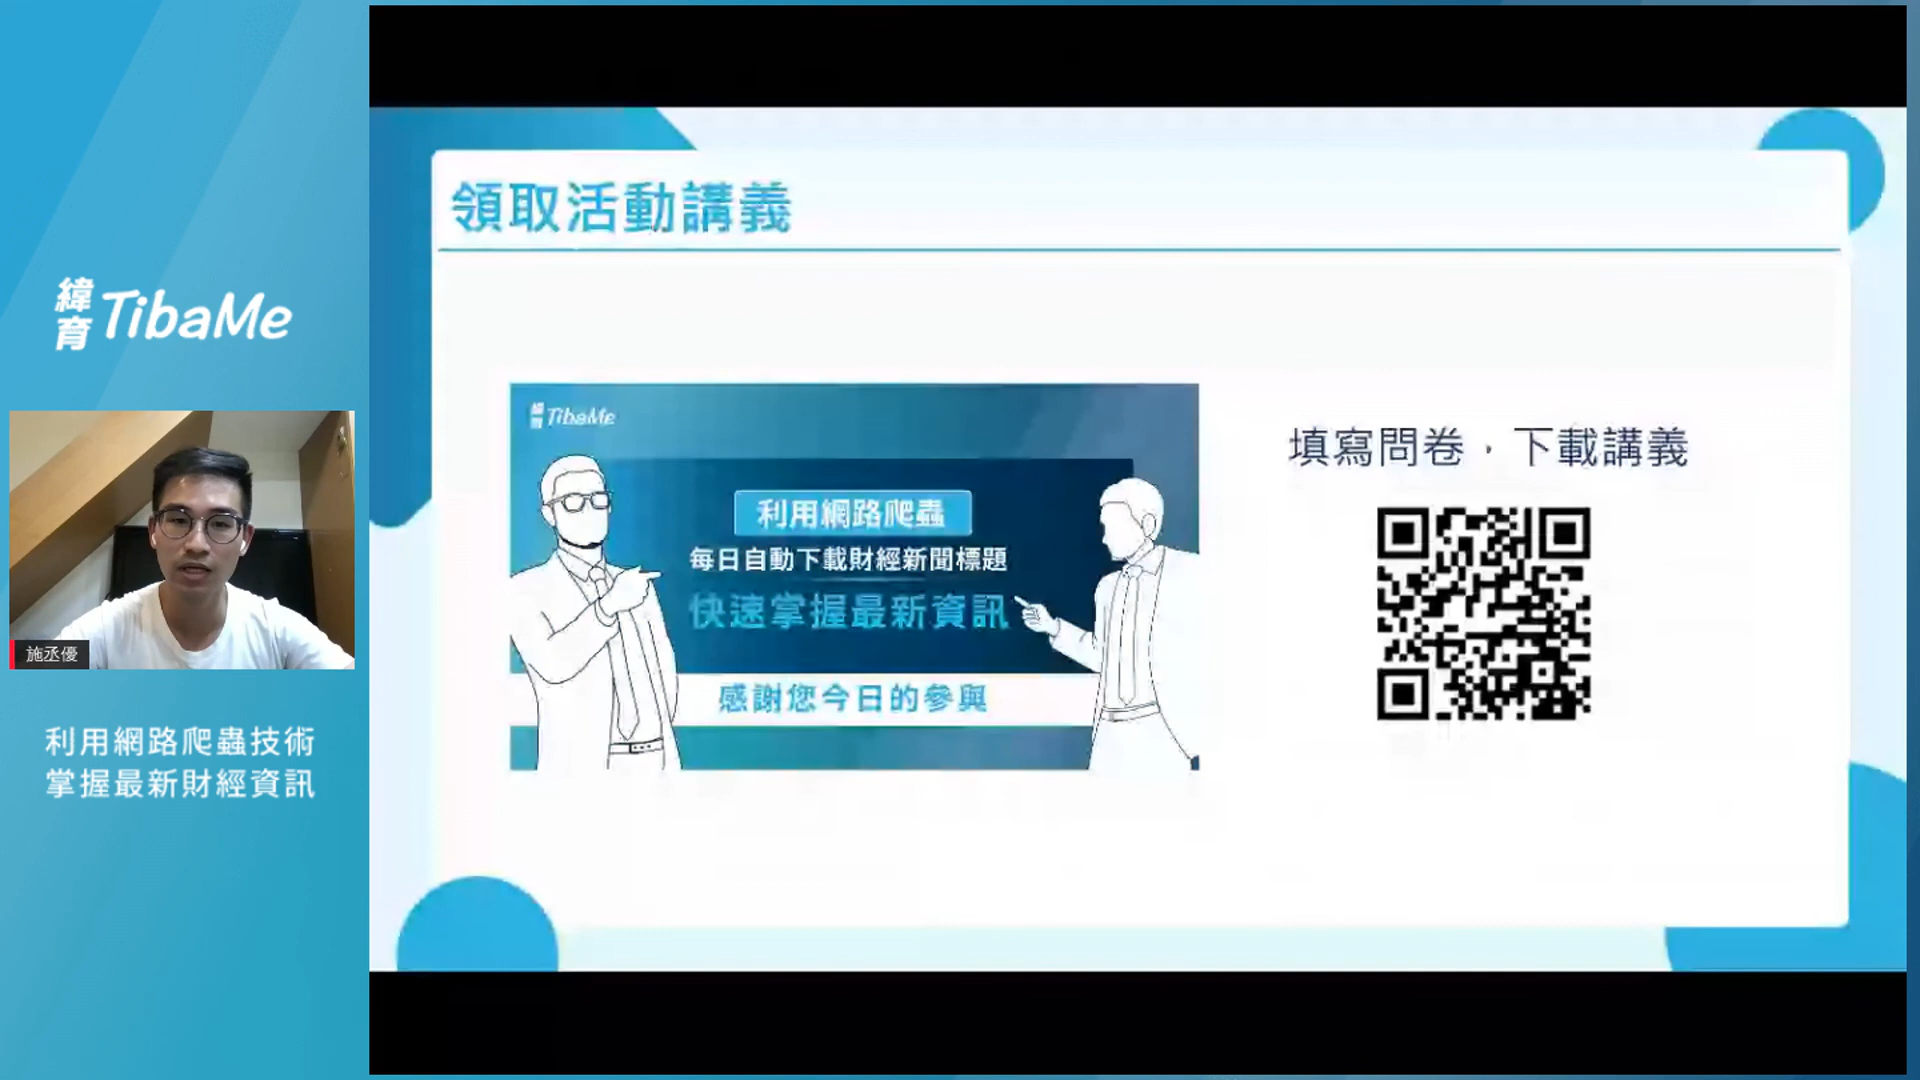 緯育 TibaMe
施丞優
利用網路爬蟲技術
掌握最新財經資訊
領取活動講義
緯育 TibaMe
利用網路爬蟲
每日自動下載財經新聞標題
快速掌握最新資訊
感謝您今日的參與
填寫問卷，下載講義